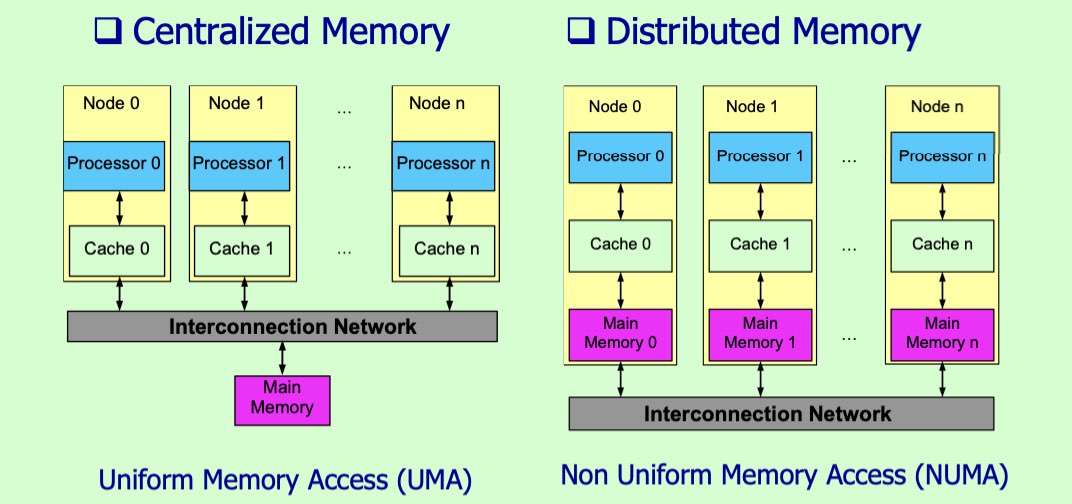 ❑ Centralized Memory
Node 0 Node 1 ... Node n
Processor 0 Processor 1 ... Processor n
Cache 0 Cache 1 ... Cache n
Interconnection Network
Main
Memory
Uniform Memory Access (UMA)
❑ Distributed Memory
Node 0 Node 1 Node n
Processor 0 Processor 1 ... Processor n
Cache 0 Cache 1 ... Cache n
Main Main Main
Memory 0 Memory 1 ... Memory n
Interconnection Network
Non Uniform Memory Access (NUMA)